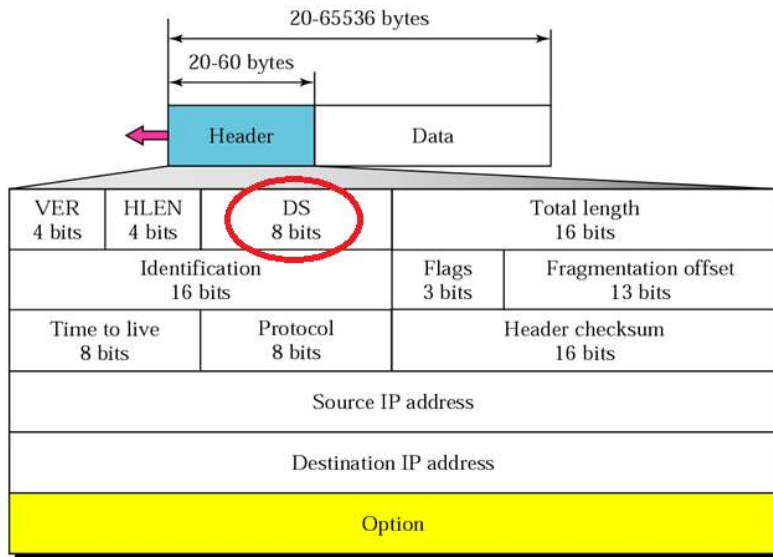 20-65536 bytes
20-60 bytes
Header
Data
VER
4 bits
HLEN
4 bits
DS
8 bits
Total length
16 bits
Identification
16 bits
Flags
3 bits
Fragmentation offset
13 bits
Time to live
8 bits
Protocol
8 bits
Header checksum
16 bits
Source IP address
Destination IP address
Option